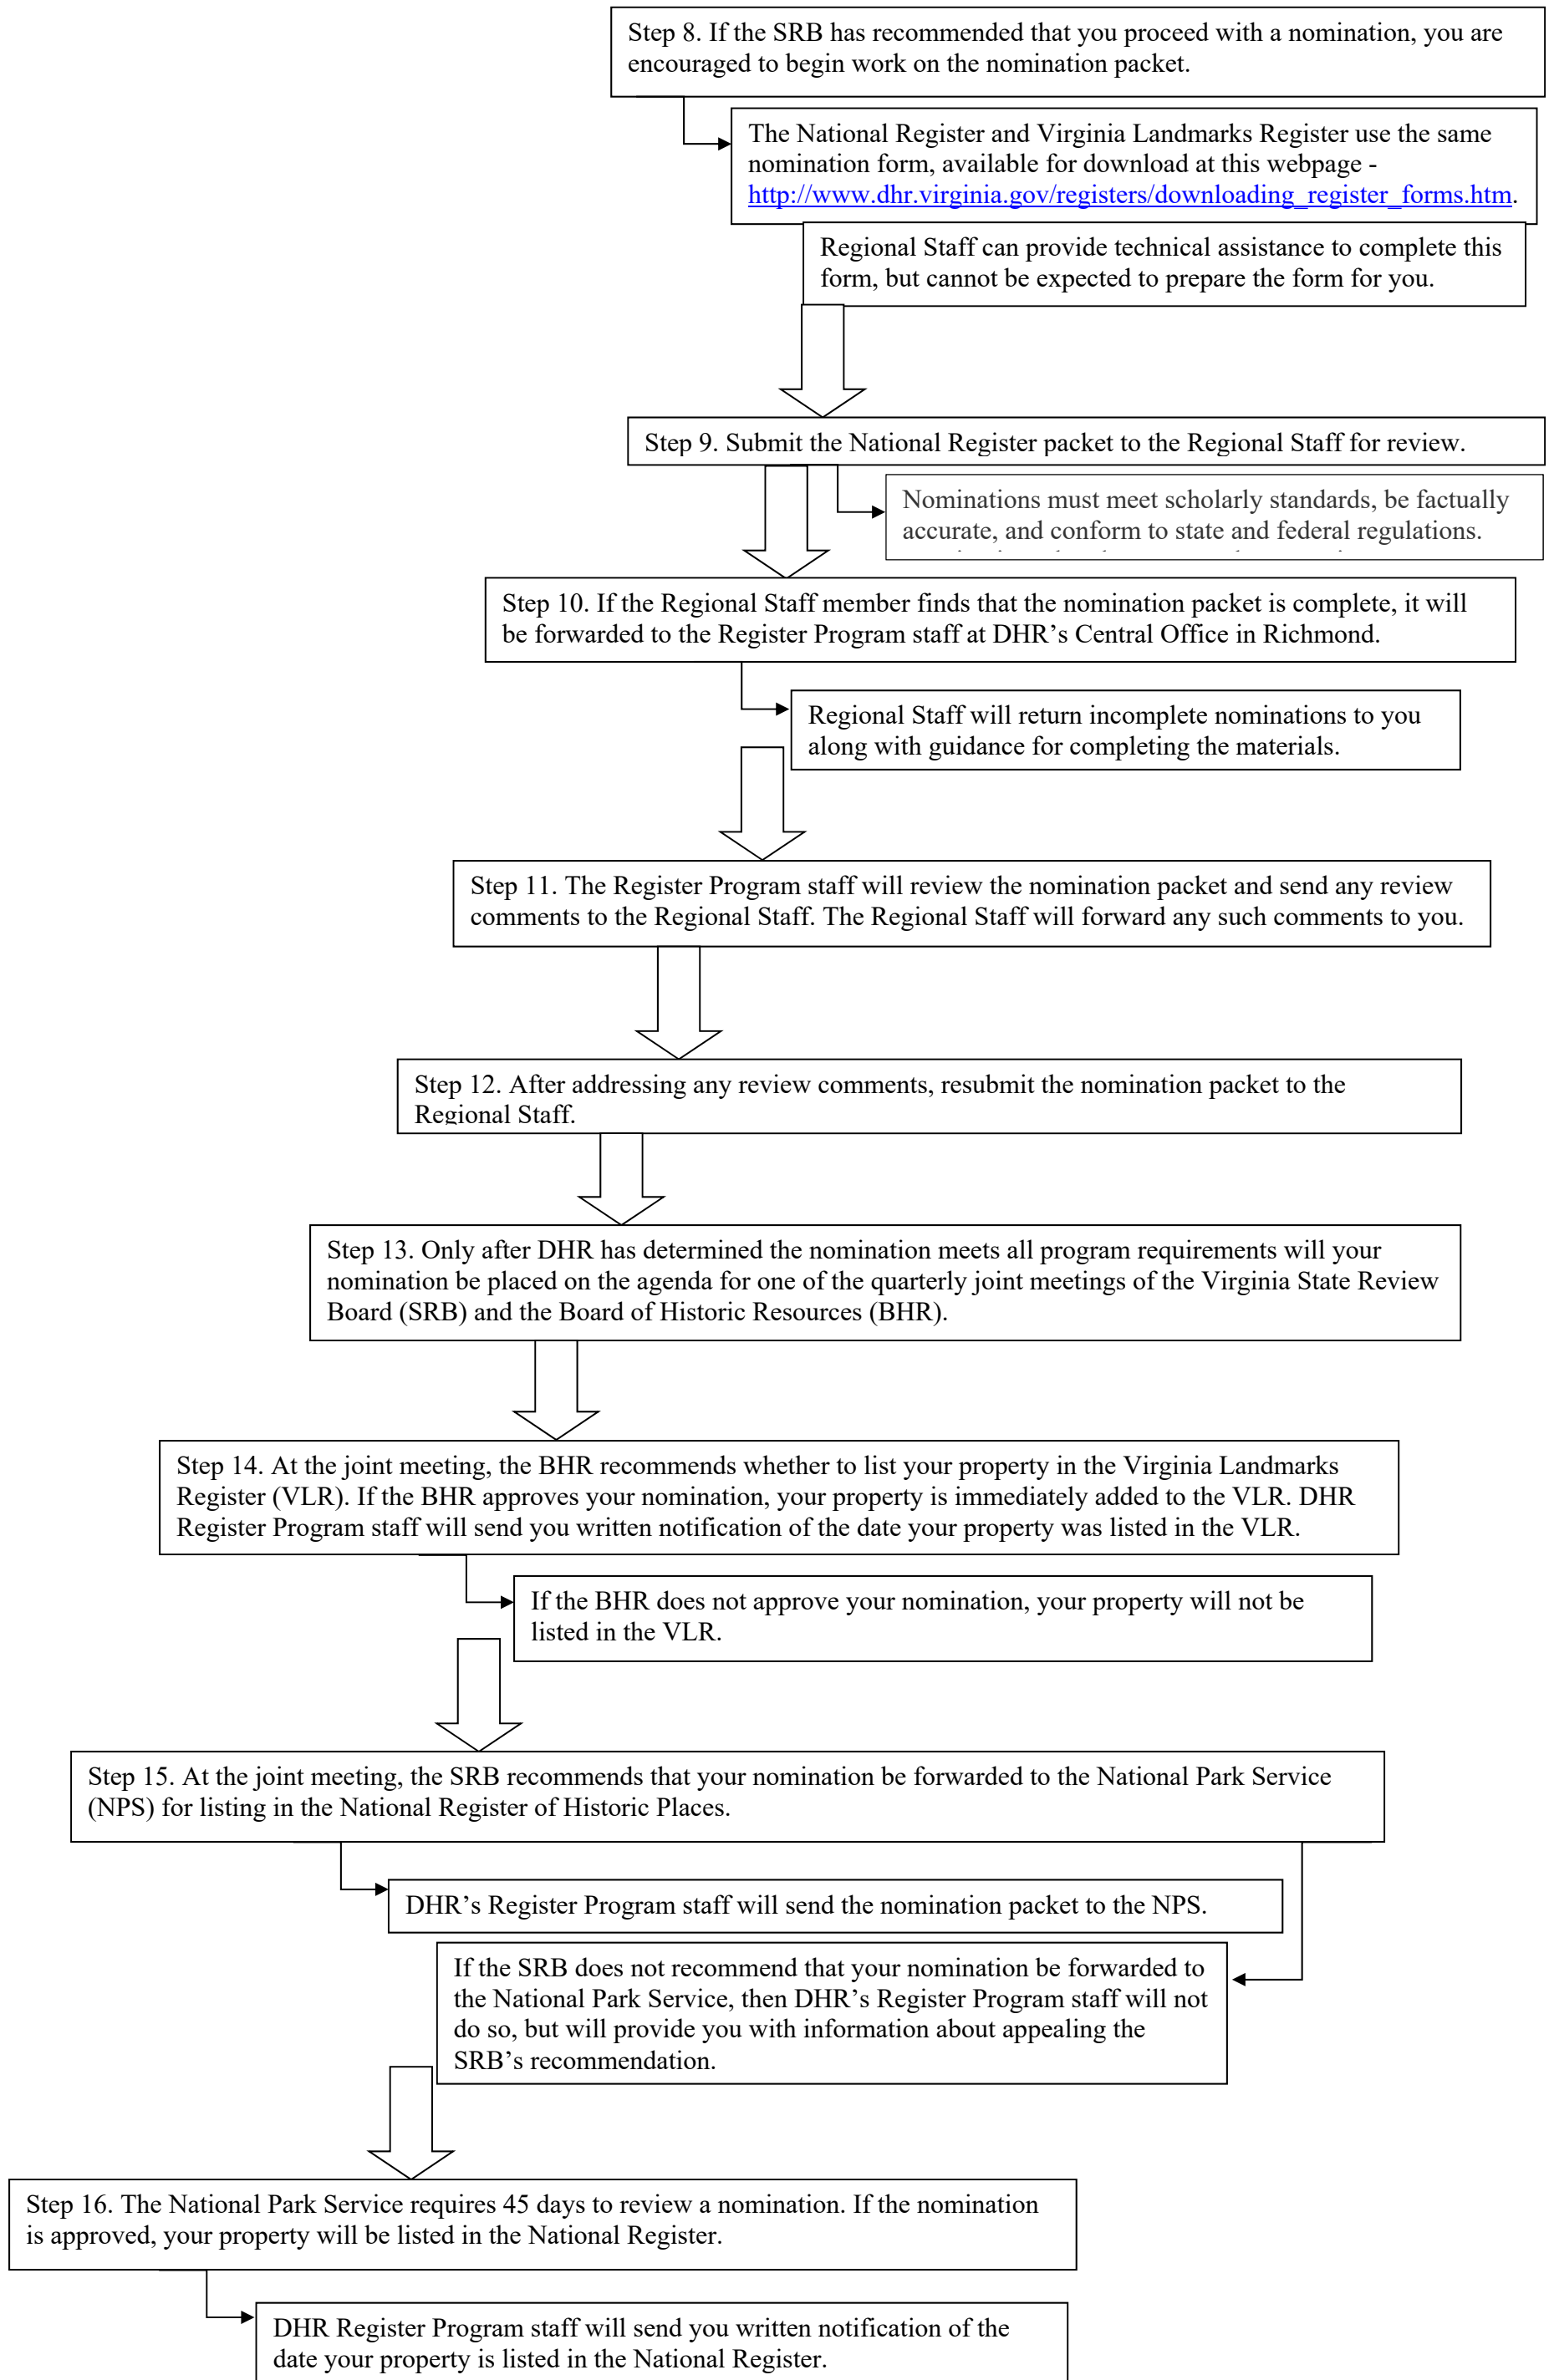 Step 8. If the SRB has recommended that you proceed with a nomination, you are
encouraged to begin work on the nomination packet.
The National Register and Virginia Landmarks Register use the same
nomination form, available for download at this webpage -
http://www.dhr.virginia.gov/registers/downloading_register_forms.htm.
Regional Staff can provide technical assistance to complete this
form, but cannot be expected to prepare the form for you.
Step 9. Submit the National Register packet to the Regional Staff for review.
Nominations must meet scholarly standards, be factually
accurate, and conform to state and federal regulations.
Step 10. If the Regional Staff member finds that the nomination packet is complete, it will
be forwarded to the Register Program staff at DHR’s Central Office in Richmond.
Regional Staff will return incomplete nominations to you
along with guidance for completing the materials.
Step 11. The Register Program staff will review the nomination packet and send any review
comments to the Regional Staff. The Regional Staff will forward any such comments to you.
Step 12. After addressing any review comments, resubmit the nomination packet to the
Regional Staff.
Step 13. Only after DHR has determined the nomination meets all program requirements will your
nomination be placed on the agenda for one of the quarterly joint meetings of the Virginia State Review
Board (SRB) and the Board of Historic Resources (BHR).
Step 14. At the joint meeting, the BHR recommends whether to list your property in the Virginia Landmarks
Register (VLR). If the BHR approves your nomination, your property is immediately added to the VLR. DHR
Register Program staff will send you written notification of the date your property was listed in the VLR.
If the BHR does not approve your nomination, your property will not be
listed in the VLR.
Step 15. At the joint meeting, the SRB recommends that your nomination be forwarded to the National Park Service
(NPS) for listing in the National Register of Historic Places.
DHR’s Register Program staff will send the nomination packet to the NPS.
If the SRB does not recommend that your nomination be forwarded to
the National Park Service, then DHR’s Register Program staff will not
do so, but will provide you with information about appealing the
SRB’s recommendation.
Step 16. The National Park Service requires 45 days to review a nomination. If the nomination
is approved, your property will be listed in the National Register.
DHR Register Program staff will send you written notification of the
date your property is listed in the National Register.